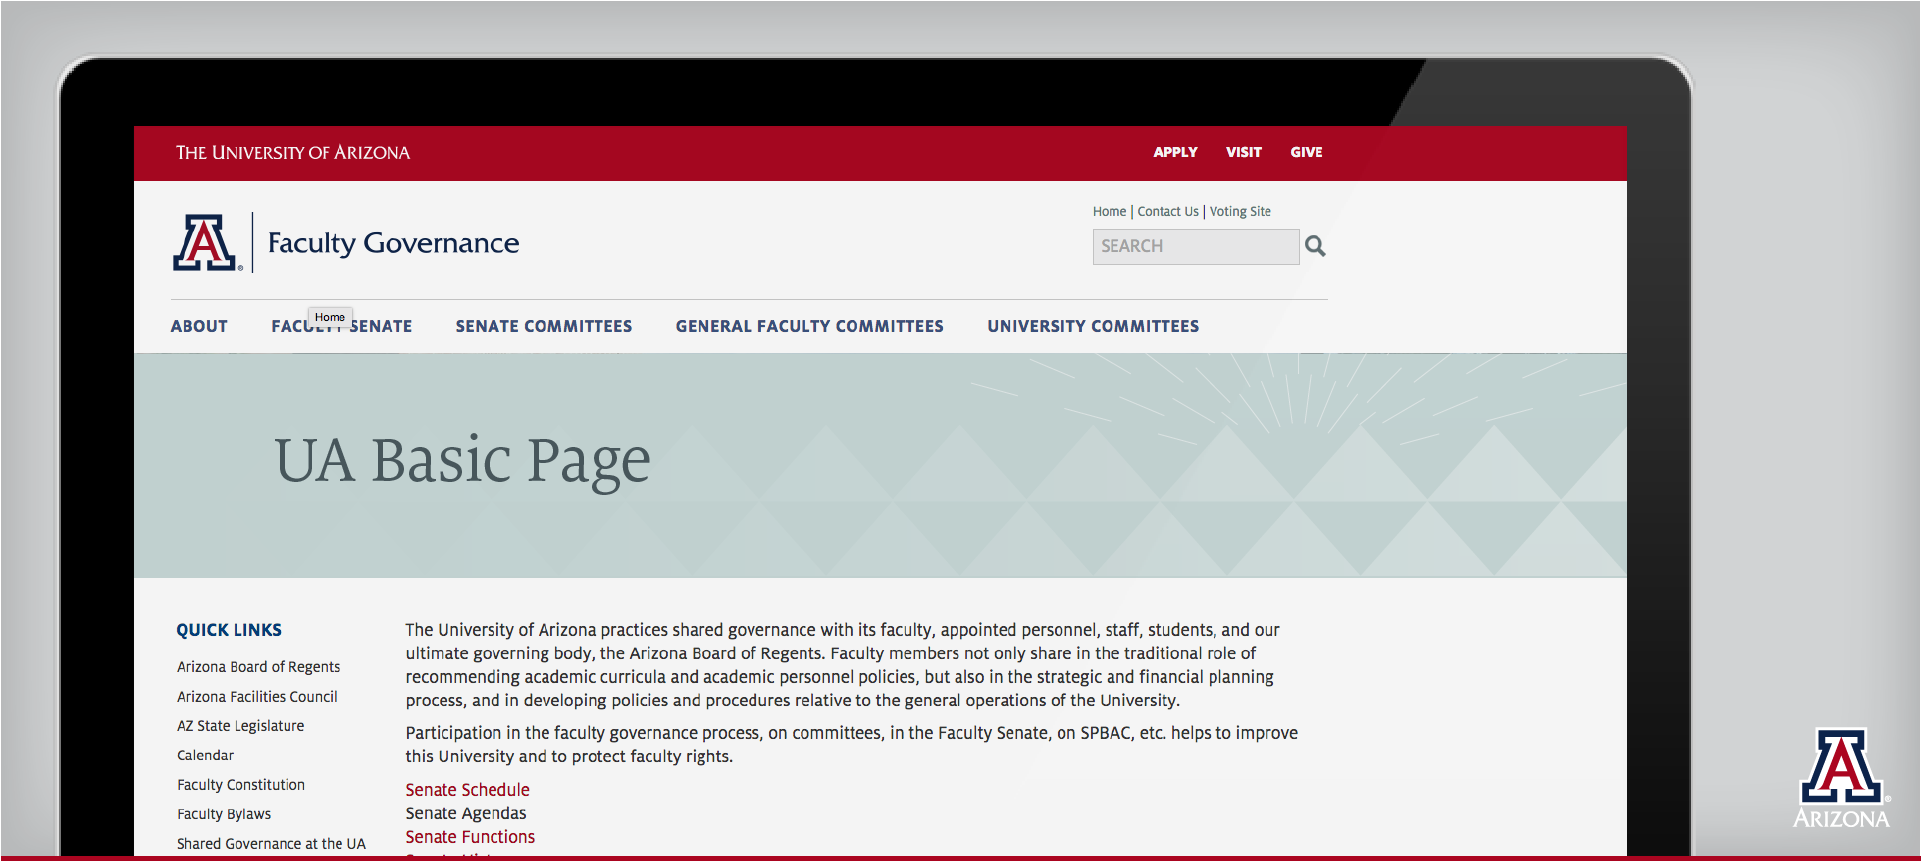 THE UNIVERSITY OF ARIZONA
APPLY VISIT GIVE
Home | Contact Us | Voting Site
A ® Faculty Governance
SEARCH
Home
ABOUT FACULTY SENATE SENATE COMMITTEES GENERAL FACULTY COMMITTEES UNIVERSITY COMMITTEES
UA Basic Page
QUICK LINKS
Arizona Board of Regents
Arizona Facilities Council
AZ State Legislature
Calendar
Faculty Constitution
Faculty Bylaws
Shared Governance at the UA
The University of Arizona practices shared governance with its faculty, appointed personnel, staff, students, and our
ultimate governing body, the Arizona Board of Regents. Faculty members not only share in the traditional role of
recommending academic curricula and academic personnel policies, but also in the strategic and financial planning
process, and in developing policies and procedures relative to the general operations of the University.
Participation in the faculty governance process, on committees, in the Faculty Senate, on SPBAC, etc. helps to improve
this University and to protect faculty rights.
Senate Schedule
Senate Agendas
Senate Functions
A ®
ARIZONA